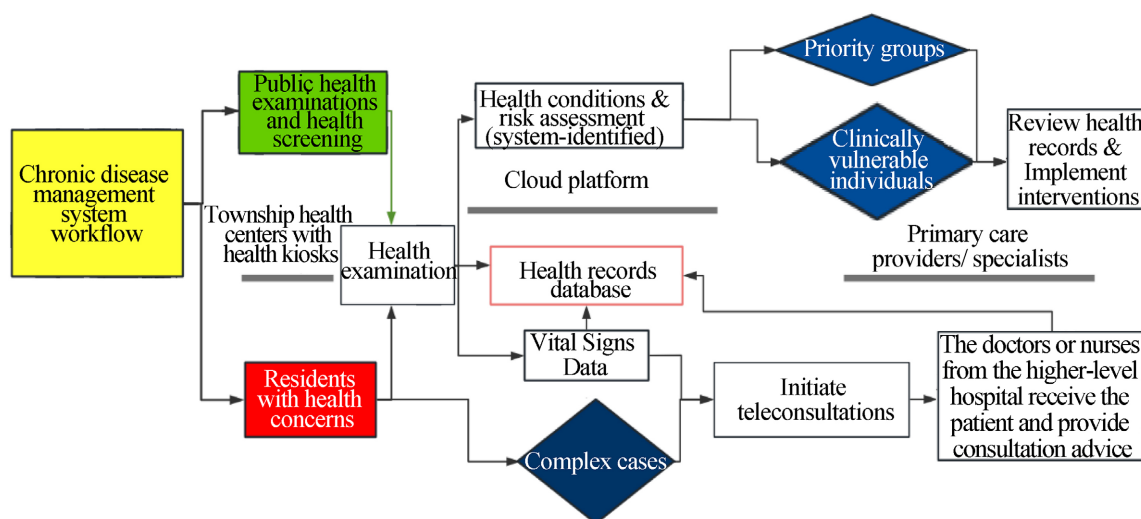 Chronic disease
management
system
workflow
Public health
examinations
and health
screening
Township health
centers with
health kiosks
Residents
with health
concerns
Health
examination
Health conditions &
risk assessment
(system-identified)
Cloud platform
Health records
database
Vital Signs
Data
Complex cases
Priority groups
Clinically
vulnerable
individuals
Review health
records &
Implement
interventions
Primary care
providers/ specialists
Initiate
teleconsultations
The doctors or nurses
from the higher-level
hospital receive the
patient and provide
consultation advice